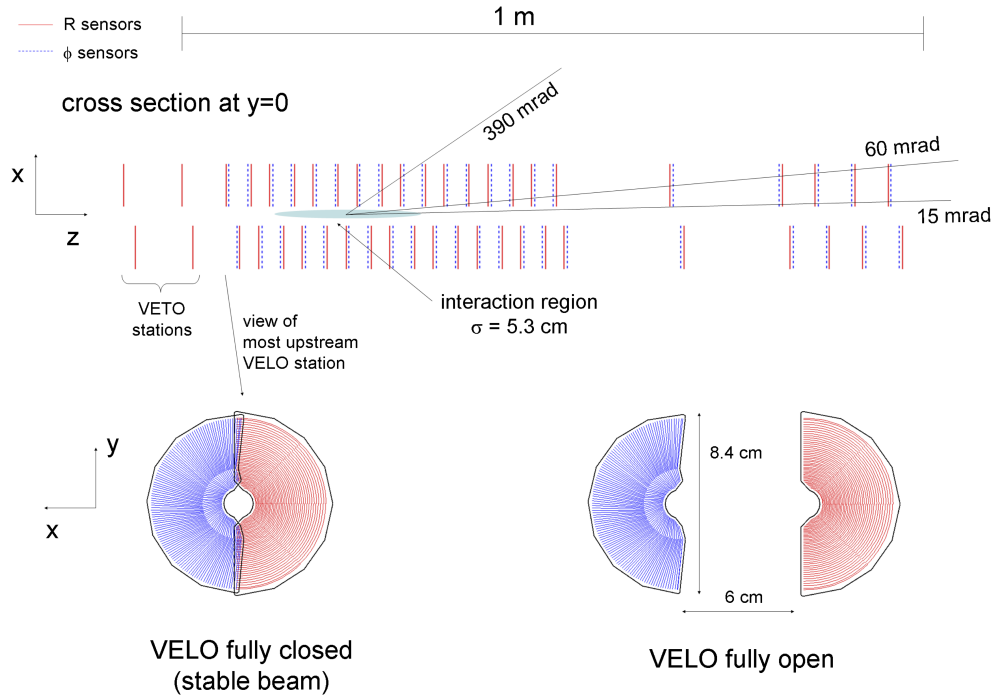 R sensors
1 m
ϕ sensors
cross section at y=0
390 mrad
60 mrad
x
z
15 mrad
VETO
stations
interaction region
σ = 5.3 cm
view of
most upstream
VELO station
y
x
8.4 cm
6 cm
VELO fully closed
(stable beam)
VELO fully open